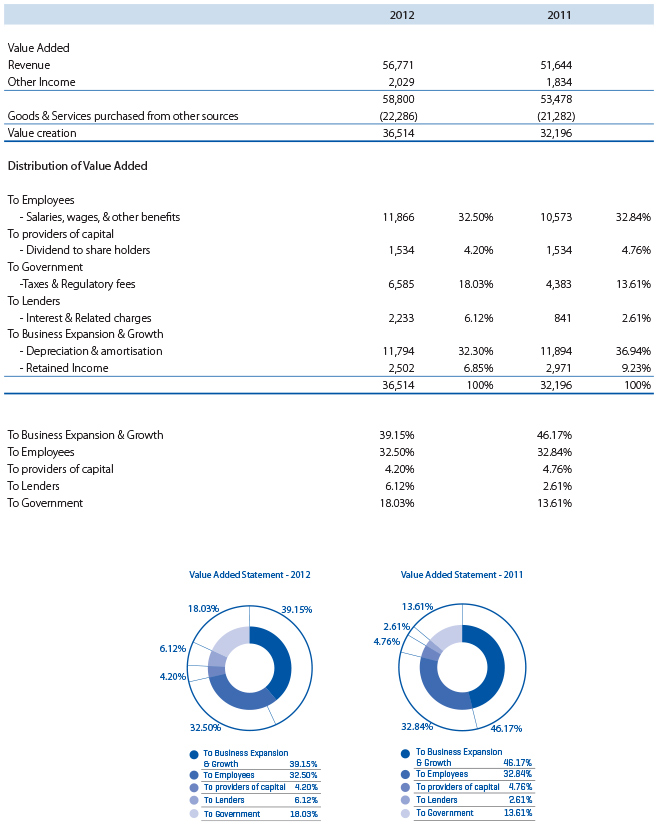 2012 2011
Value Added
Revenue 56,771 51,644
Other Income 2,029 1,834
58,800 53,478
Goods & Services purchased from other sources (22,286) (21,282)
Value creation 36,514 32,196
Distribution of Value Added
To Employees
- Salaries, wages, & other benefits 11,866 32.50% 10,573 32.84%
To providers of capital
- Dividend to share holders 1,534 4.20% 1,534 4.76%
To Government
-Taxes & Regulatory fees 6,585 18.03% 4,383 13.61%
To Lenders
- Interest & Related charges 2,233 6.12% 841 2.61%
To Business Expansion & Growth
- Depreciation & amortisation 11,794 32.30% 11,894 36.94%
- Retained Income 2,502 6.85% 2,971 9.23%
36,514 100% 32,196 100%
To Business Expansion & Growth 39.15% 46.17%
To Employees 32.50% 32.84%
To providers of capital 4.20% 4.76%
To Lenders 6.12% 2.61%
To Government 18.03% 13.61%
Value Added Statement - 2012
18.03% 39.15%
6.12%
4.20%
32.50%
To Business Expansion
& Growth 39.15%
To Employees 32.50%
To providers of capital 4.20%
To Lenders 6.12%
To Government 18.03%
Value Added Statement - 2011
13.61%
2.61%
4.76%
32.84% 46.17%
To Business Expansion
& Growth 46.17%
To Employees 32.84%
To providers of capital 4.76%
To Lenders 2.61%
To Government 13.61%